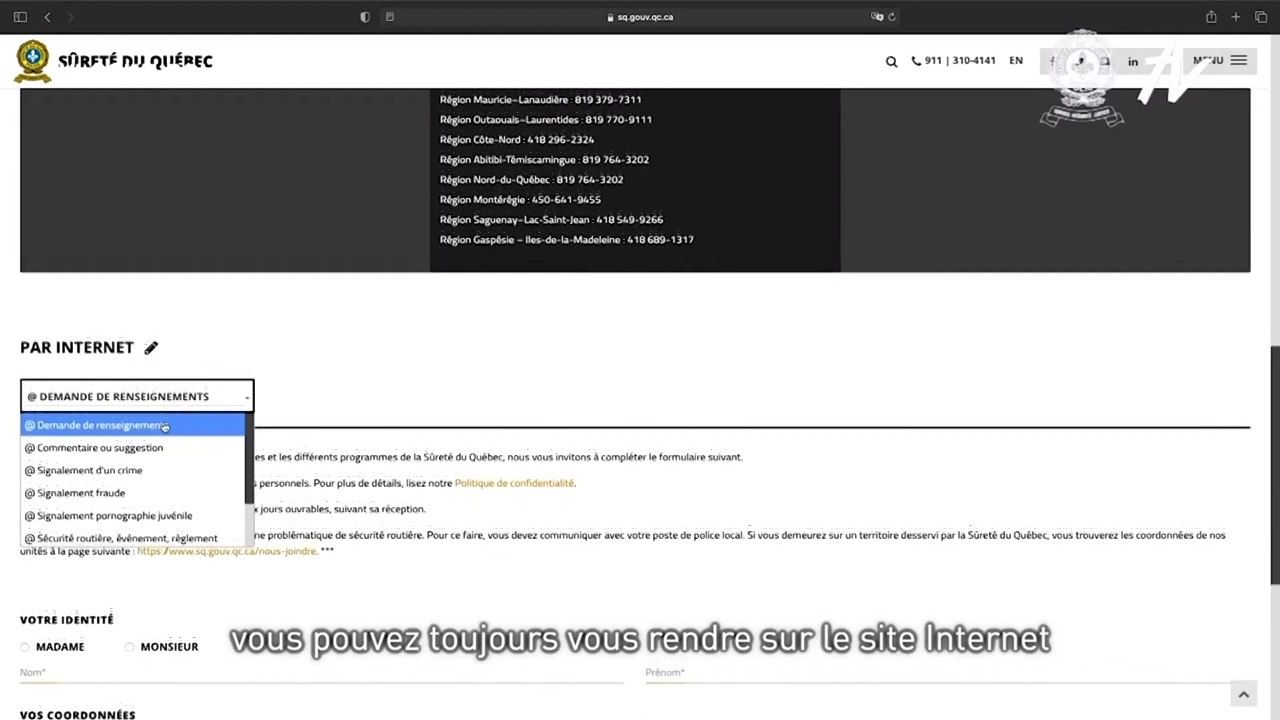 sq.gouv.qc.ca
SÛRETÉ DU QUÉBEC
911 | 310-4141 EN
in
MENU
Région Mauricie–Lanaudière : 819 379-7311
Région Outaouais–Laurentides : 819 770-9111
Région Côte-Nord : 418 296-2324
Région Abitibi-Témiscamingue : 819 764-3202
Région Nord-du-Québec : 819 764-3202
Région Montérégie : 450-641-9455
Région Saguenay–Lac-Saint-Jean : 418 549-9266
Région Gaspésie – Iles-de-la-Madeleine : 418 689-1317
PAR INTERNET
@ DEMANDE DE RENSEIGNEMENTS
@ Demande de renseignements
@ Commentaire ou suggestion
@ Signalement d'un crime
@ Signalement fraude
@ Signalement pornographie juvénile
@ Sécurité routière, événement, règlement
es et les différents programmes de la Sûreté du Québec, nous vous invitons à compléter le formulaire suivant.
s personnels. Pour plus de détails, lisez notre Politique de confidentialité.
x jours ouvrables, suivant sa réception.
ne problématique de sécurité routière. Pour ce faire, vous devez communiquer avec votre poste de police local. Si vous demeurez sur un territoire desservi par la Sûreté du Québec, vous trouverez les coordonnées de nos
unités à la page suivante : https://www.sq.gouv.qc.ca/nous-joindre. ***
VOTRE IDENTITÉ
MADAME MONSIEUR
vous pouvez toujours vous rendre sur le site Internet
Nom* Prénom*
VOS COORDONNÉES